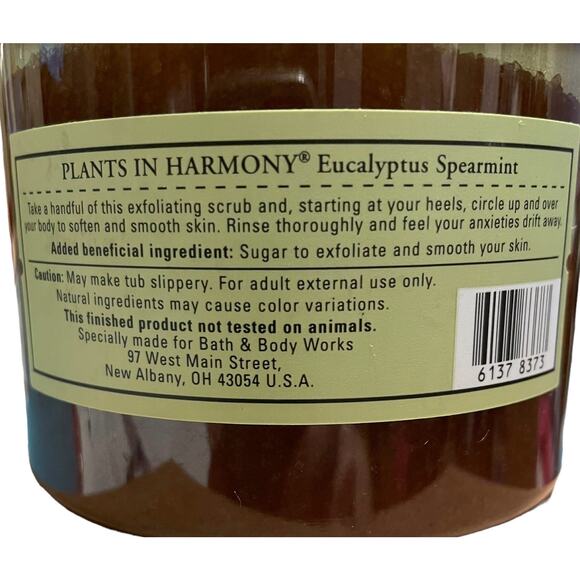 PLANTS IN HARMONY® Eucalyptus Spearmint
Take a handful of this exfoliating scrub and, starting at your heels, circle up and over
your body to soften and smooth skin. Rinse thoroughly and feel your anxieties drift away.
Added beneficial ingredient: Sugar to exfoliate and smooth your skin.
Caution: May make tub slippery. For adult external use only.
Natural ingredients may cause color variations.
This finished product not tested on animals.
Specially made for Bath & Body Works
97 West Main Street,
New Albany, OH 43054 U.S.A.
6137 8373